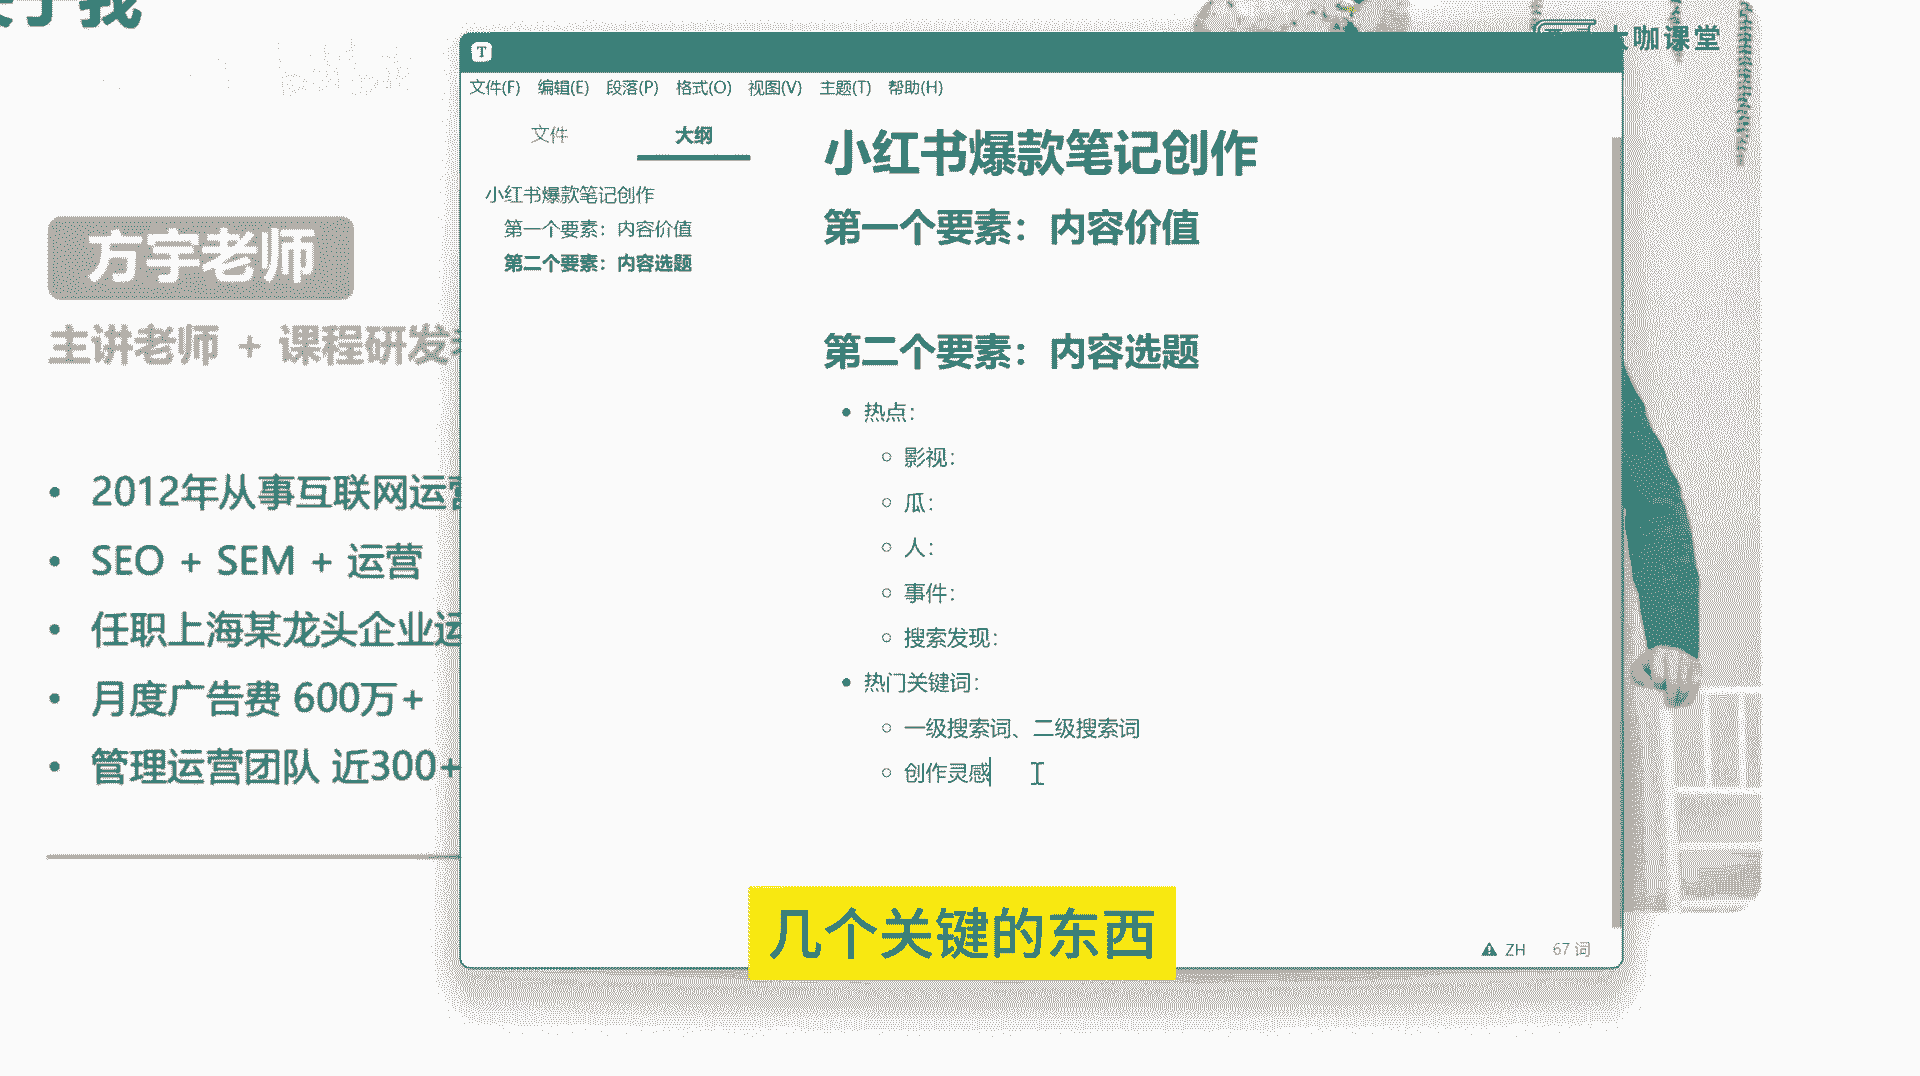 于我
大咖课堂
方宇老师
主讲老师 + 课程研发
2012年从事互联网运营
SEO + SEM + 运营
任职上海某龙头企业运
月度广告费 600万+
管理运营团队 近300+
T
文件(F) 编辑(E) 段落(P) 格式(O) 视图(V) 主题(T) 帮助(H)
文件 大纲
小红书爆款笔记创作
第一个要素：内容价值
第二个要素：内容选题
小红书爆款笔记创作
第一个要素：内容价值
第二个要素：内容选题
热点：
影视：
瓜：
人：
事件：
搜索发现：
热门关键词：
一级搜索词、二级搜索词
创作灵感
几个关键的东西
ZH 67 词